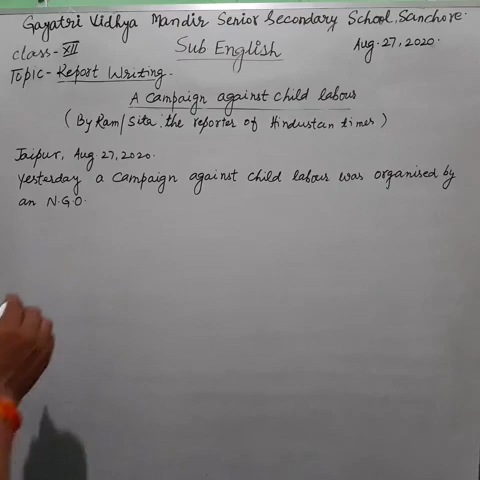 Gayatri Vidhya Mandir Senior Secondary School, Sanchore.
class-XII Sub English Aug. 27, 2020.
Topic- Report Writing.
A Campaign against child labour
( By Ram/Sita : the reporter of Hindustan times )
Jaipur, Aug 27, 2020.
Yesterday a campaign against child labour was organised by
an N.G.O.